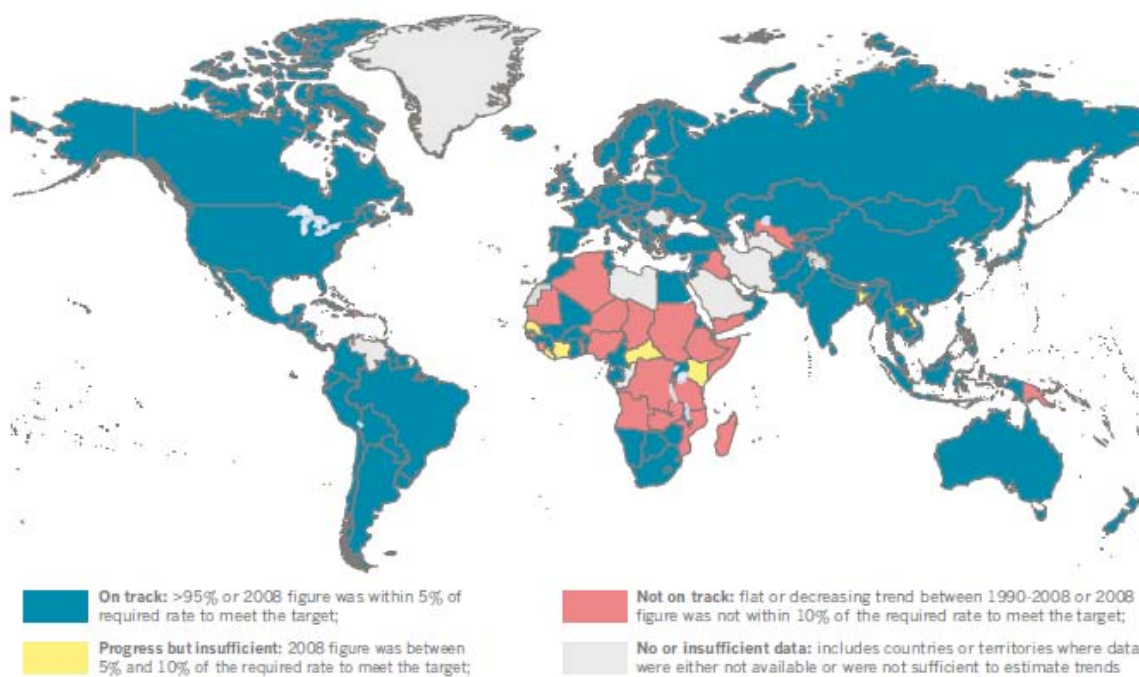 On track: >95% or 2008 figure was within 5% of
required rate to meet the target;
Progress but insufficient: 2008 figure was between
5% and 10% of the required rate to meet the target;
Not on track: flat or decreasing trend between 1990-2008 or 2008
figure was not within 10% of the required rate to meet the target;
No or insufficient data: includes countries or territories where data
were either not available or were not sufficient to estimate trends